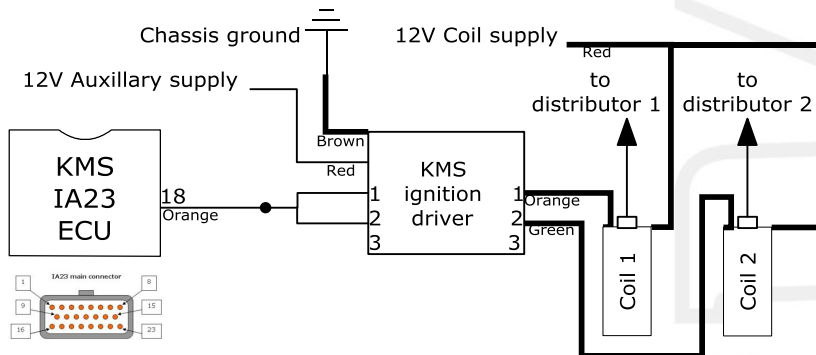 Chassis ground
12V Coil supply
Red
12V Auxillary supply
to
distributor 1
to
distributor 2
Brown
Red
KMS
IA23
ECU
18
Orange
KMS
ignition
driver
1
2
3
1
2
3
Orange
Green
Coil 1
Coil 2
IA23 main connector
1
8
9
15
16
23